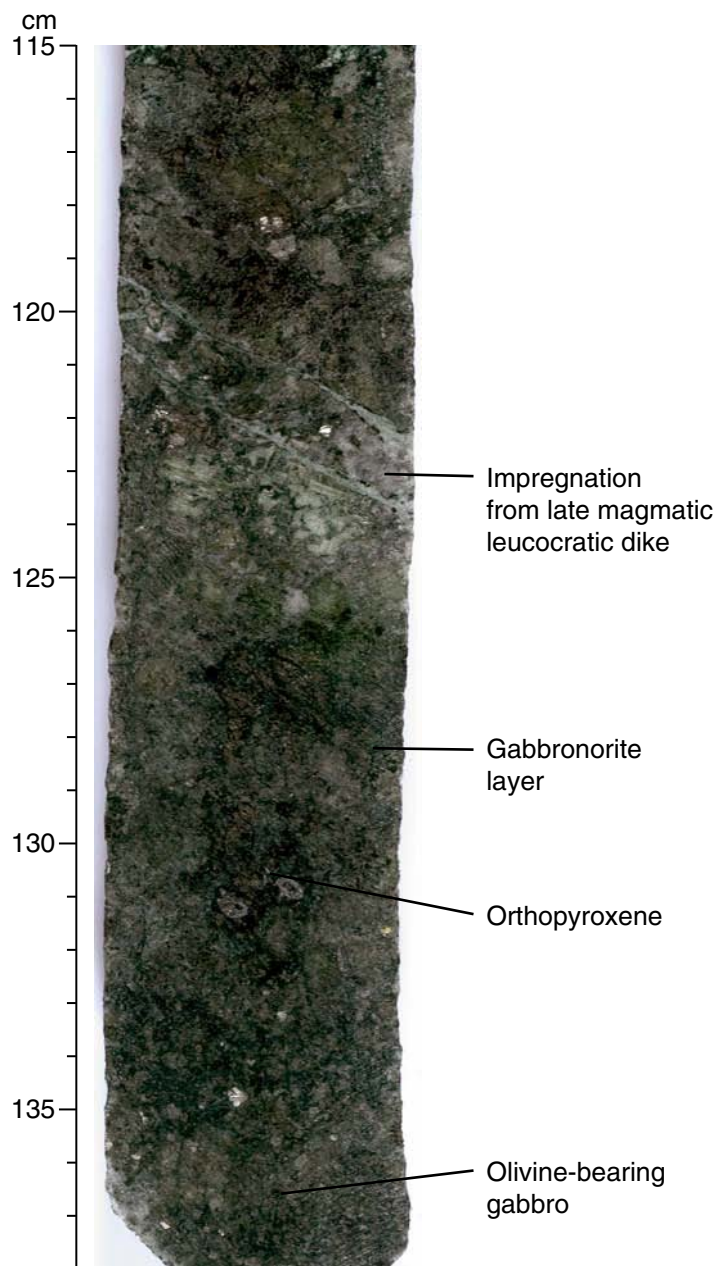 cm
115
120
Impregnation
from late magmatic
leucocratic dike
125
Gabbronorite
layer
130
Orthopyroxene
135
Olivine-bearing
gabbro